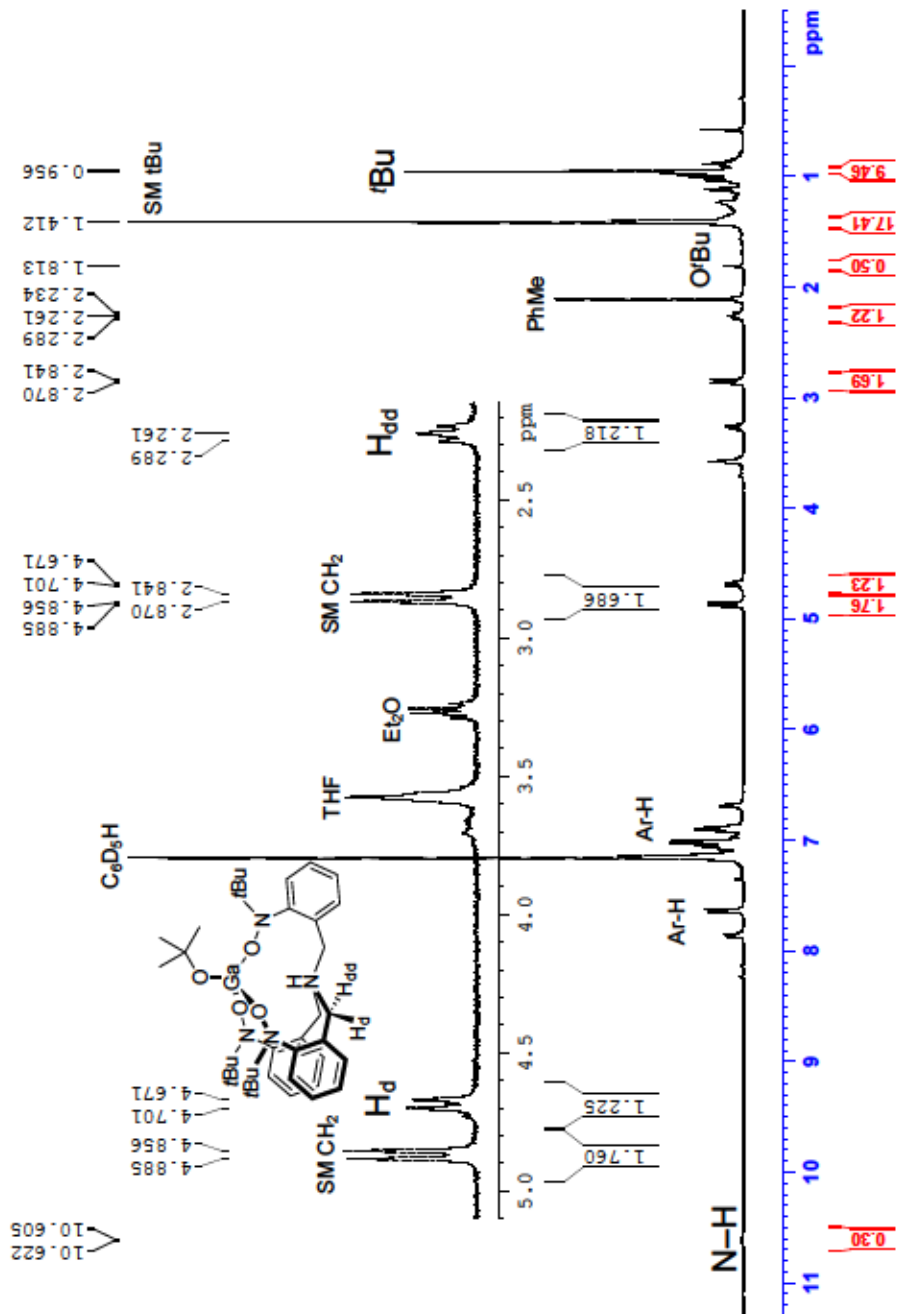 10.622
10.605
4.885
4.856
4.701
4.671
2.870
2.841
2.289
2.261
2.234
1.813
1.412
0.956
4.885
4.856
4.701
4.671
2.870
2.841
2.289
2.261
C₆D₅H
SM tBu
tBu
tBu
tBu
O
Ga
O
N
O
N
O
N
HN
Hdd
Hd
SM CH₂
Hd
THF
Et₂O
SM CH₂
Hdd
tBu
5.0
4.5
4.0
3.5
3.0
2.5
ppm
1.760
1.225
1.686
1.218
PhMe
N–H
Ar-H
Ar-H
OtBu
11
10
9
8
7
6
5
4
3
2
1
ppm
0.30
1.76
1.23
1.69
1.22
0.50
17.41
9.46